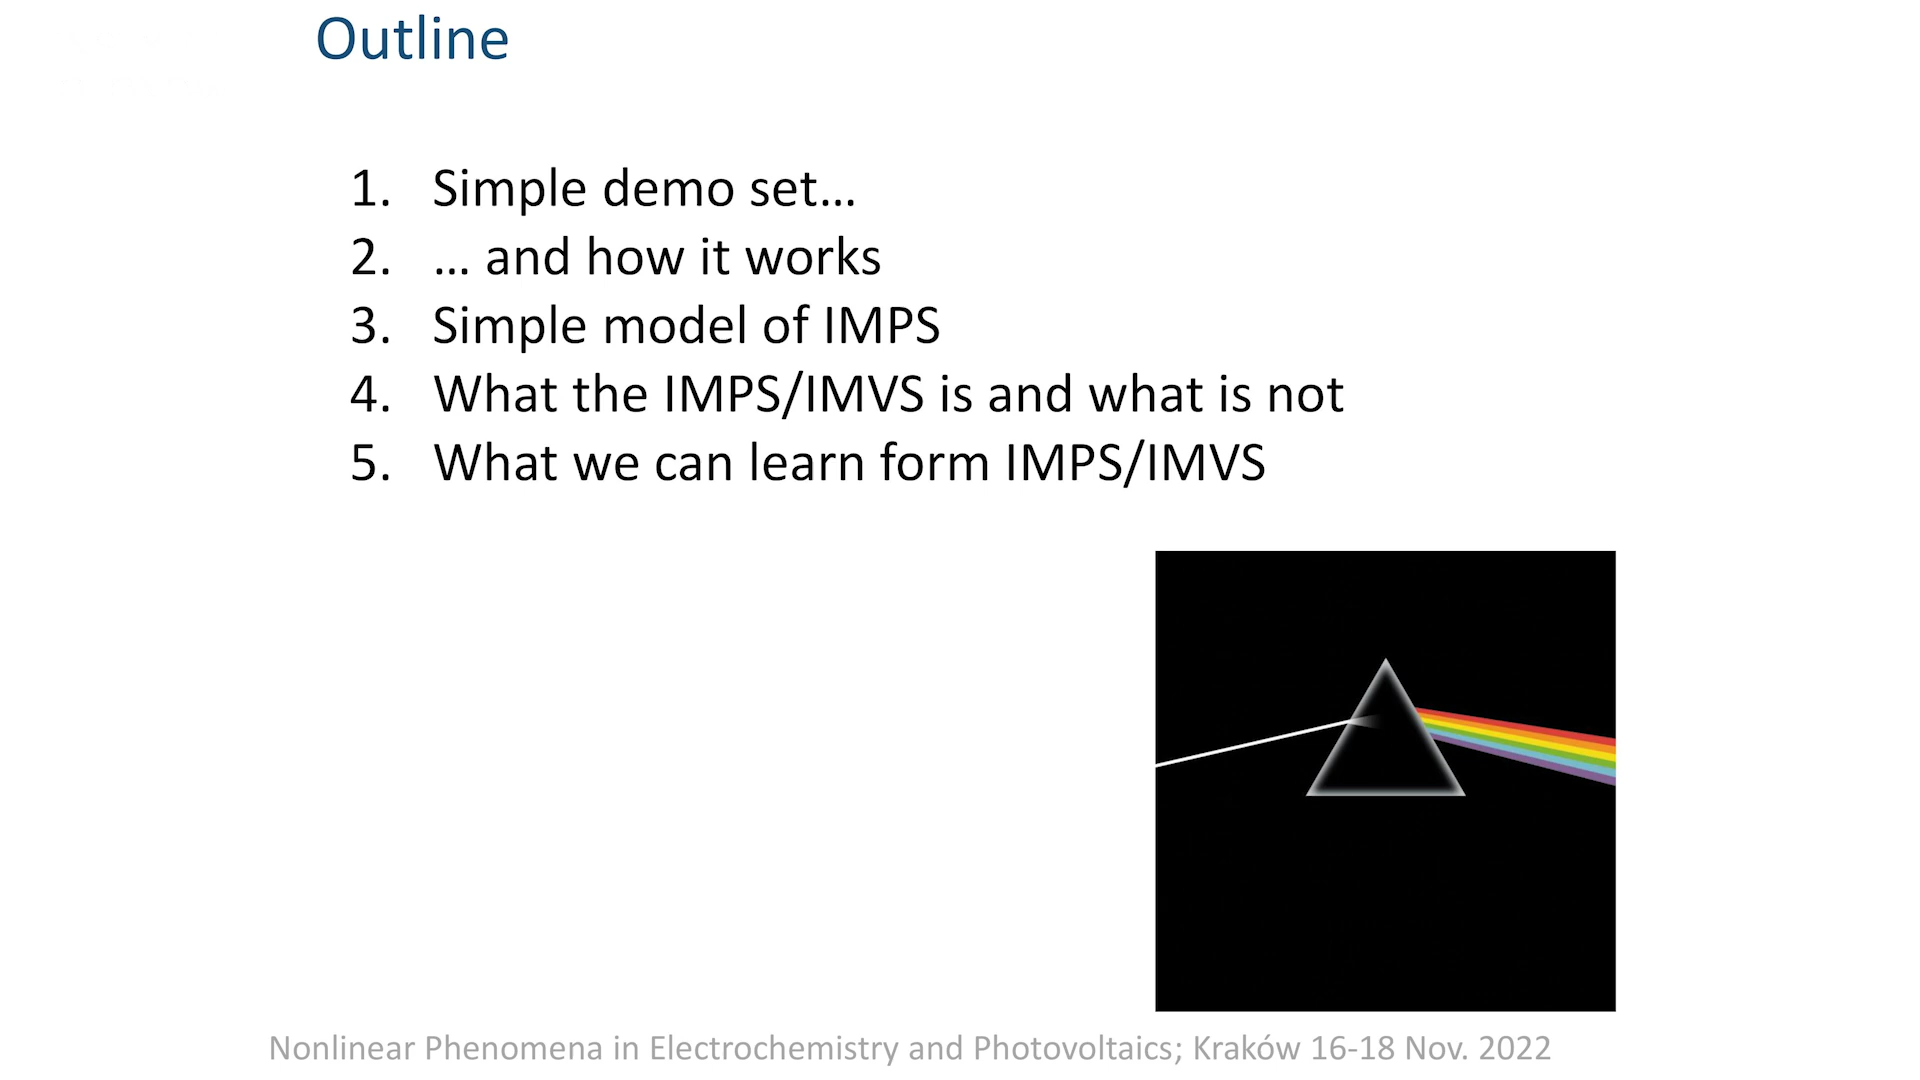 Outline
1. Simple demo set…
2. … and how it works
3. Simple model of IMPS
4. What the IMPS/IMVS is and what is not
5. What we can learn form IMPS/IMVS
Nonlinear Phenomena in Electrochemistry and Photovoltaics; Kraków 16-18 Nov. 2022